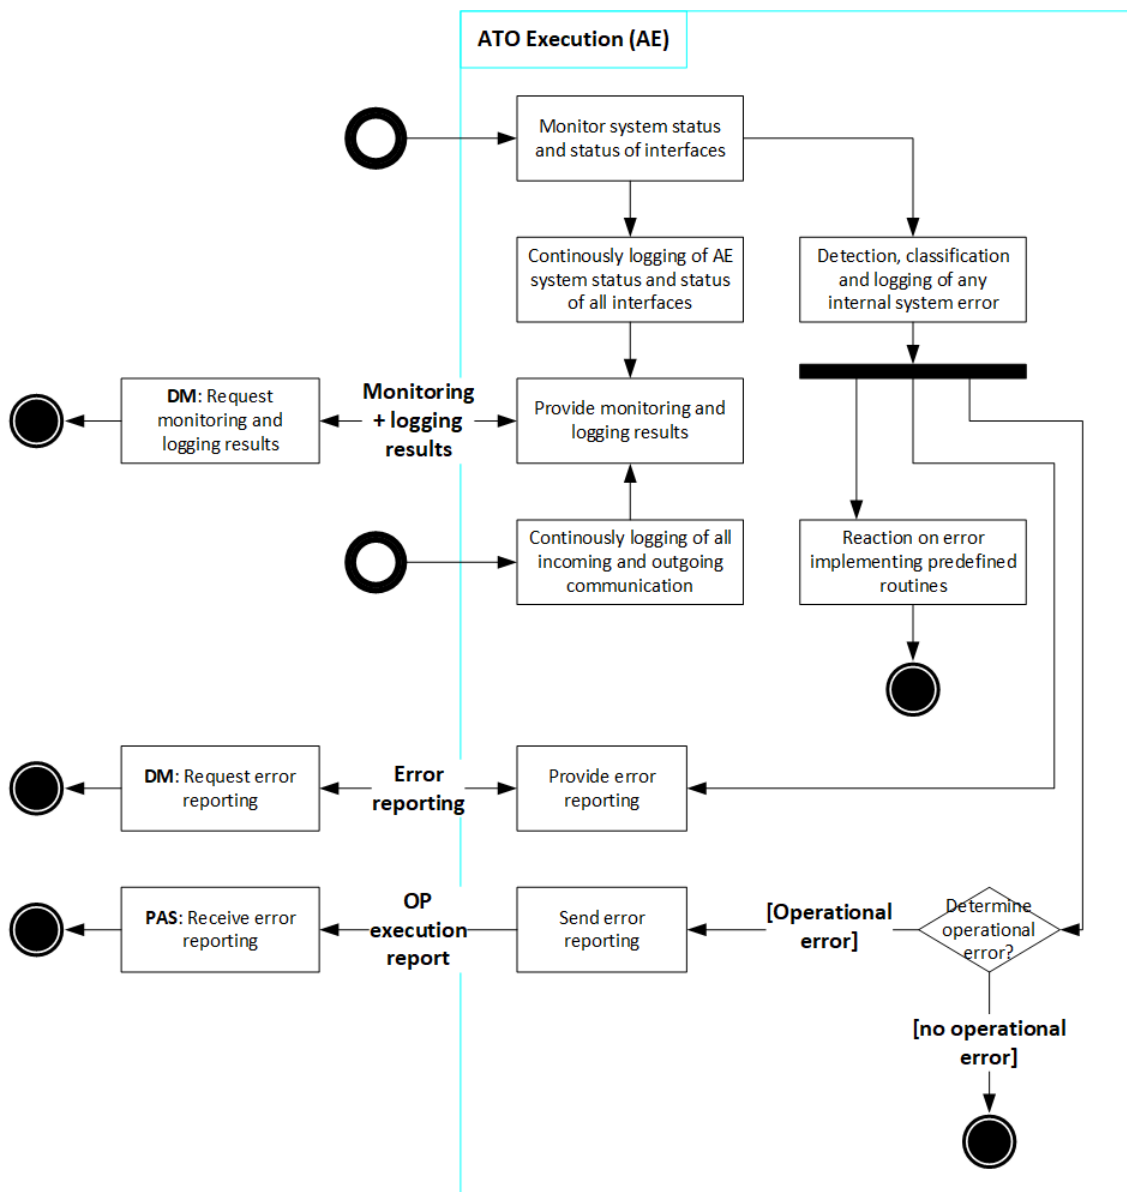 ATO Execution (AE)
Monitor system status
and status of interfaces
Continously logging of AE
system status and status
of all interfaces
Detection, classification
and logging of any
internal system error
DM: Request
monitoring and
logging results
Monitoring
+ logging
results
Provide monitoring and
logging results
Continously logging of all
incoming and outgoing
communication
Reaction on error
implementing predefined
routines
DM: Request error
reporting
Error
reporting
Provide error
reporting
PAS: Receive error
reporting
OP
execution
report
Send error
reporting
[Operational
error]
Determine
operational
error?
[no operational
error]